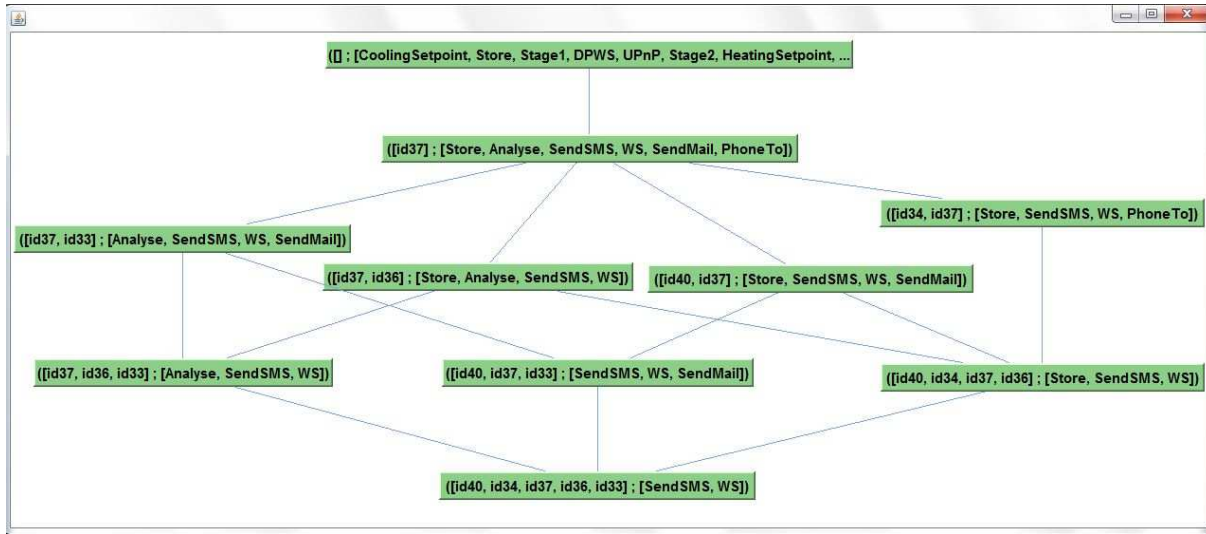 ([] ; [CoolingSetpoint, Store, Stage1, DPWS, UPnP, Stage2, HeatingSetpoint, ...
([id37] ; [Store, Analyse, SendSMS, WS, SendMail, PhoneTo])
([id34, id37] ; [Store, SendSMS, WS, PhoneTo])
([id37, id33] ; [Analyse, SendSMS, WS, SendMail])
([id37, id36] ; [Store, Analyse, SendSMS, WS])
([id40, id37] ; [Store, SendSMS, WS, SendMail])
([id37, id36, id33] ; [Analyse, SendSMS, WS])
([id40, id37, id33] ; [SendSMS, WS, SendMail])
([id40, id34, id37, id36] ; [Store, SendSMS, WS])
([id40, id34, id37, id36, id33] ; [SendSMS, WS])